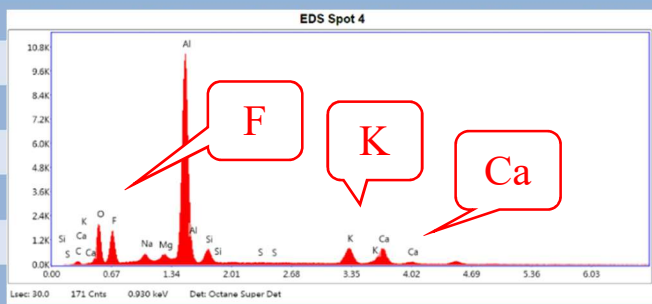 EDS Spot 4
10.8K
9.6K
8.4K
7.2K
6.0K
4.8K
3.6K
2.4K
1.2K
0.0K
Al
F
K
Ca
K
Ca
Si
S
C
Ca
O
F
Na
Mg
Al
Si
Si
S
S
K
K
Ca
Ca
0.00
0.67
1.34
2.01
2.68
3.35
4.02
4.69
5.36
6.03
Lsec: 30.0 171 Cnts 0.930 keV Det: Octane Super Det